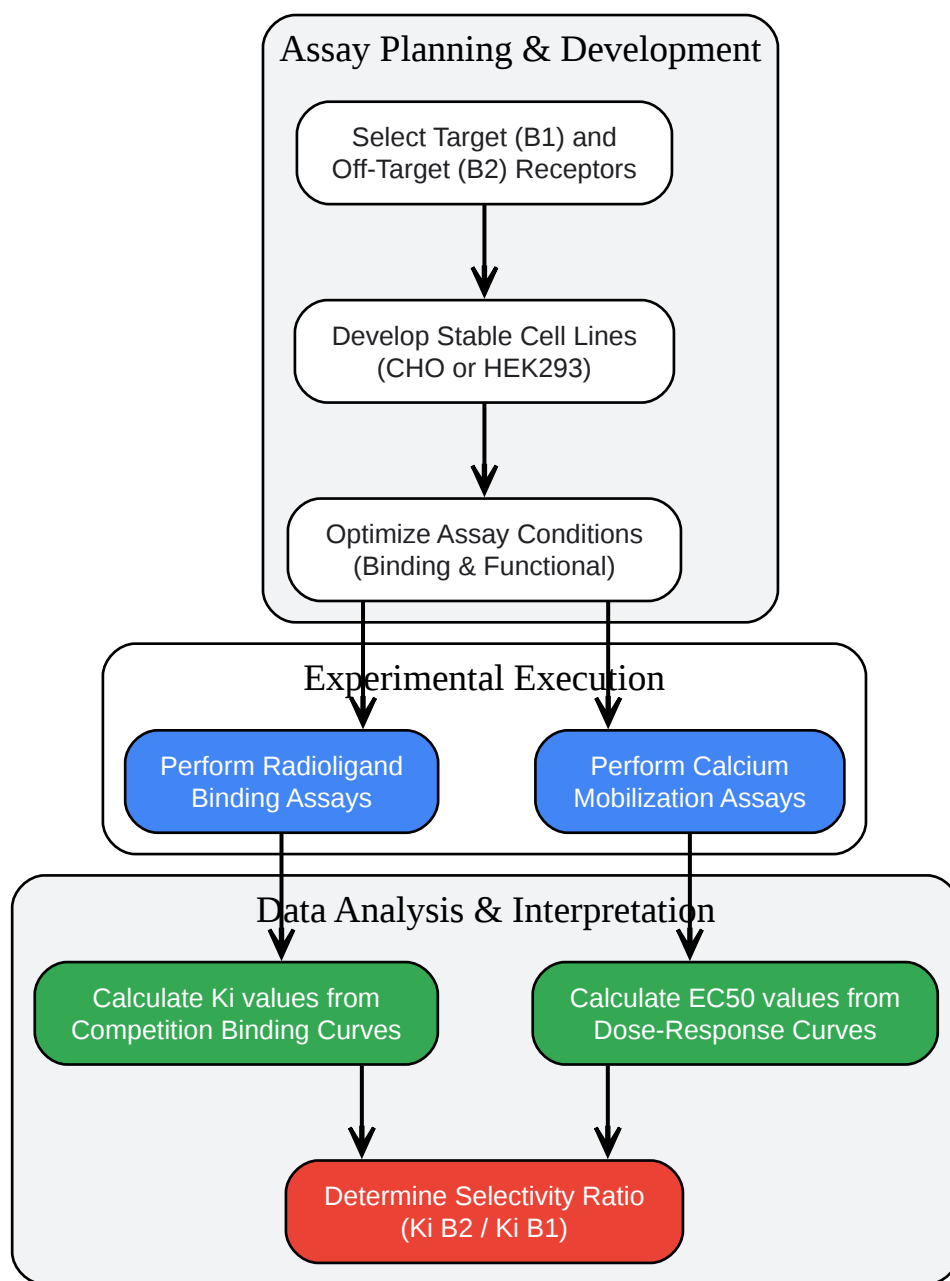 Assay Planning & Development
Select Target (B1) and
Off-Target (B2) Receptors
Develop Stable Cell Lines
(CHO or HEK293)
Optimize Assay Conditions
(Binding & Functional)
Experimental Execution
Perform Radioligand
Binding Assays
Perform Calcium
Mobilization Assays
Data Analysis & Interpretation
Calculate Ki values from
Competition Binding Curves
Calculate EC50 values from
Dose-Response Curves
Determine Selectivity Ratio
(Ki B2 / Ki B1)